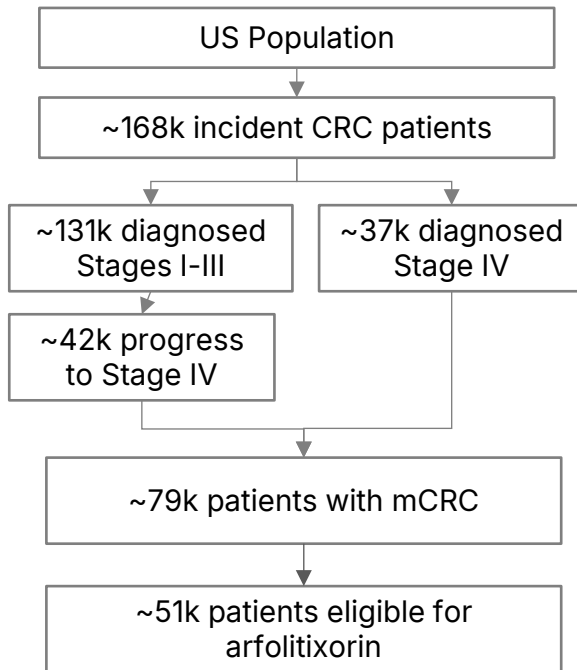 US Population
~168k incident CRC patients
~131k diagnosed
Stages I-III
~37k diagnosed
Stage IV
~42k progress
to Stage IV
~79k patients with mCRC
~51k patients eligible for
arfolitixorin